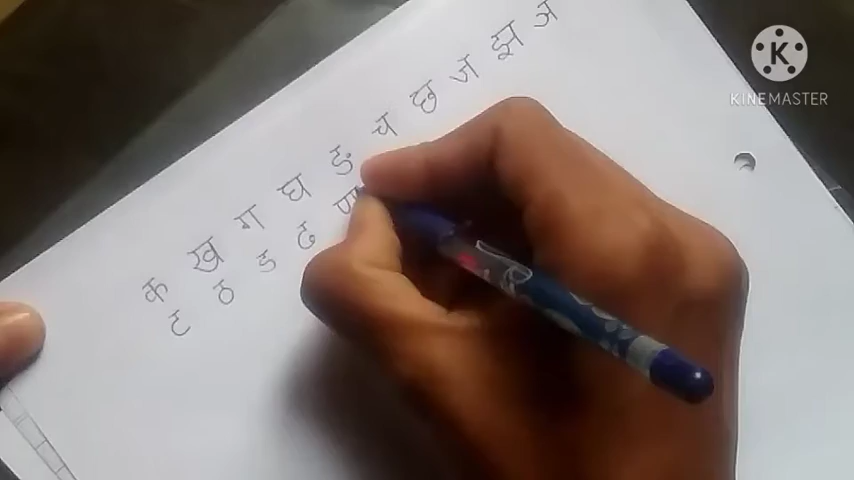 क ख ग घ ङ च छ ज झ ञ
ट ठ ड ढ ण
KINEMASTER